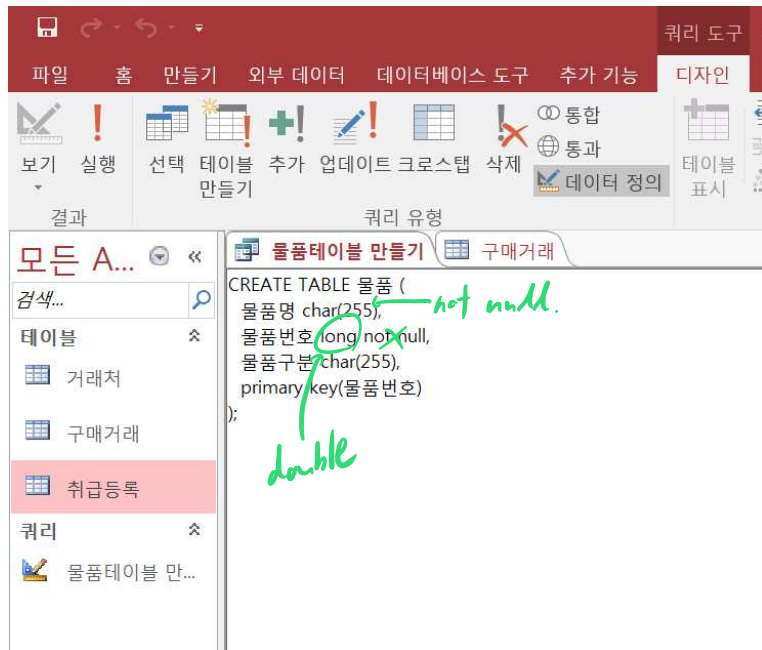 쿼리 도구
파일 홈 만들기 외부 데이터 데이터베이스 도구 추가 기능 디자인
보기 실행 선택 테이블 만들기 추가 업데이트 크로스탭 삭제 통합 통과 데이터 정의 테이블 표시
결과 쿼리 유형
모든 A... «
물품테이블 만들기 구매거래
검색...
테이블
거래처
구매거래
취급등록
쿼리
물품테이블 만...
CREATE TABLE 물품 (
물품명 char(255), not null.
물품번호 long not null,
물품구분 char(255),
primary key(물품번호)
);
double